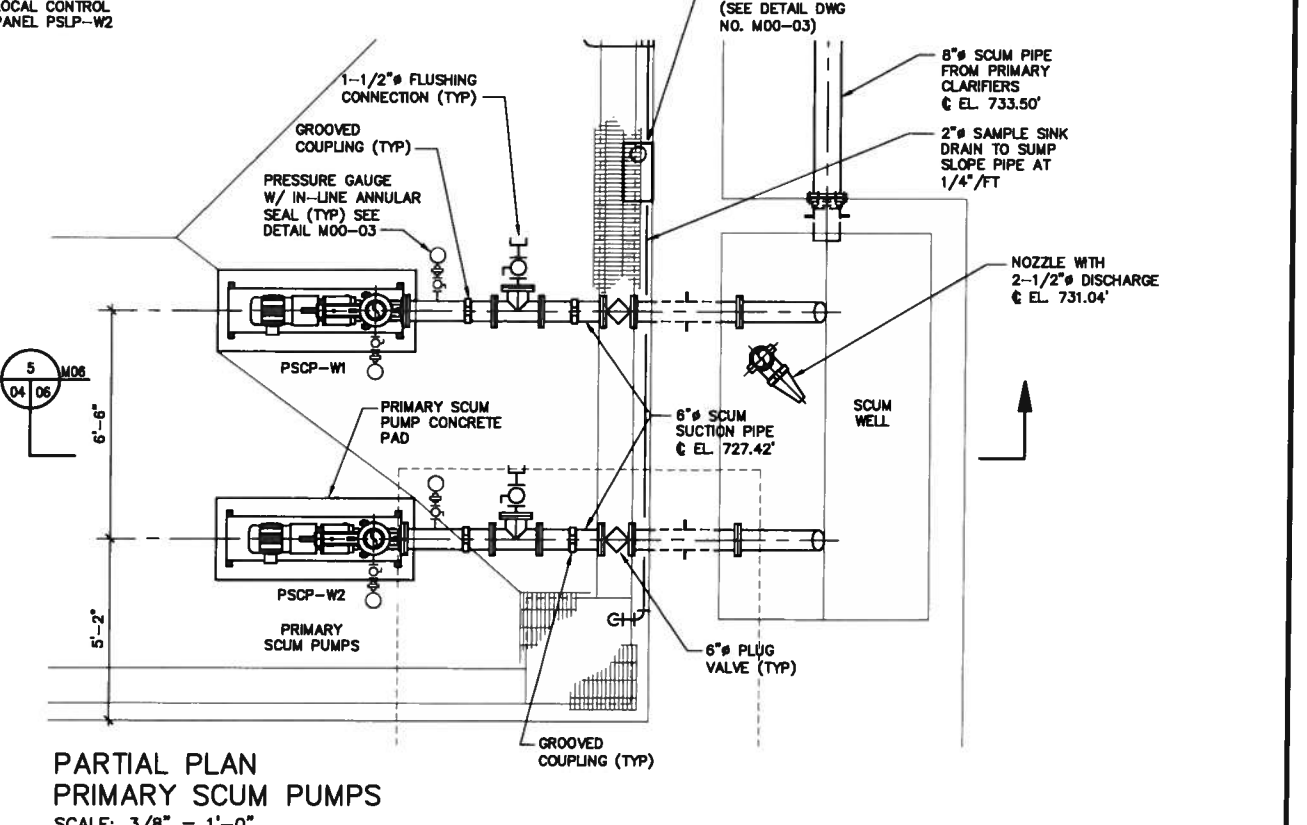 LOCAL CONTROL
PANEL PSLP-W2
(SEE DETAIL DWG
NO. M00-03)
8"ø SCUM PIPE
FROM PRIMARY
CLARIFIERS
℄ EL. 733.50'
1-1/2"ø FLUSHING
CONNECTION (TYP)
GROOVED
COUPLING (TYP)
2"ø SAMPLE SINK
DRAIN TO SUMP
SLOPE PIPE AT
1/4"/FT
PRESSURE GAUGE
W/ IN-LINE ANNULAR
SEAL (TYP) SEE
DETAIL M00-03
NOZZLE WITH
2-1/2"ø DISCHARGE
℄ EL. 731.04'
PSCP-W1
5
M06
04 06
6'-6"
PRIMARY SCUM
PUMP CONCRETE
PAD
6"ø SCUM
SUCTION PIPE
℄ EL. 727.42'
SCUM
WELL
PSCP-W2
PRIMARY
SCUM PUMPS
5'-2"
6"ø PLUG
VALVE (TYP)
GROOVED
COUPLING (TYP)
PARTIAL PLAN
PRIMARY SCUM PUMPS
SCALE: 3/8" = 1'-0"